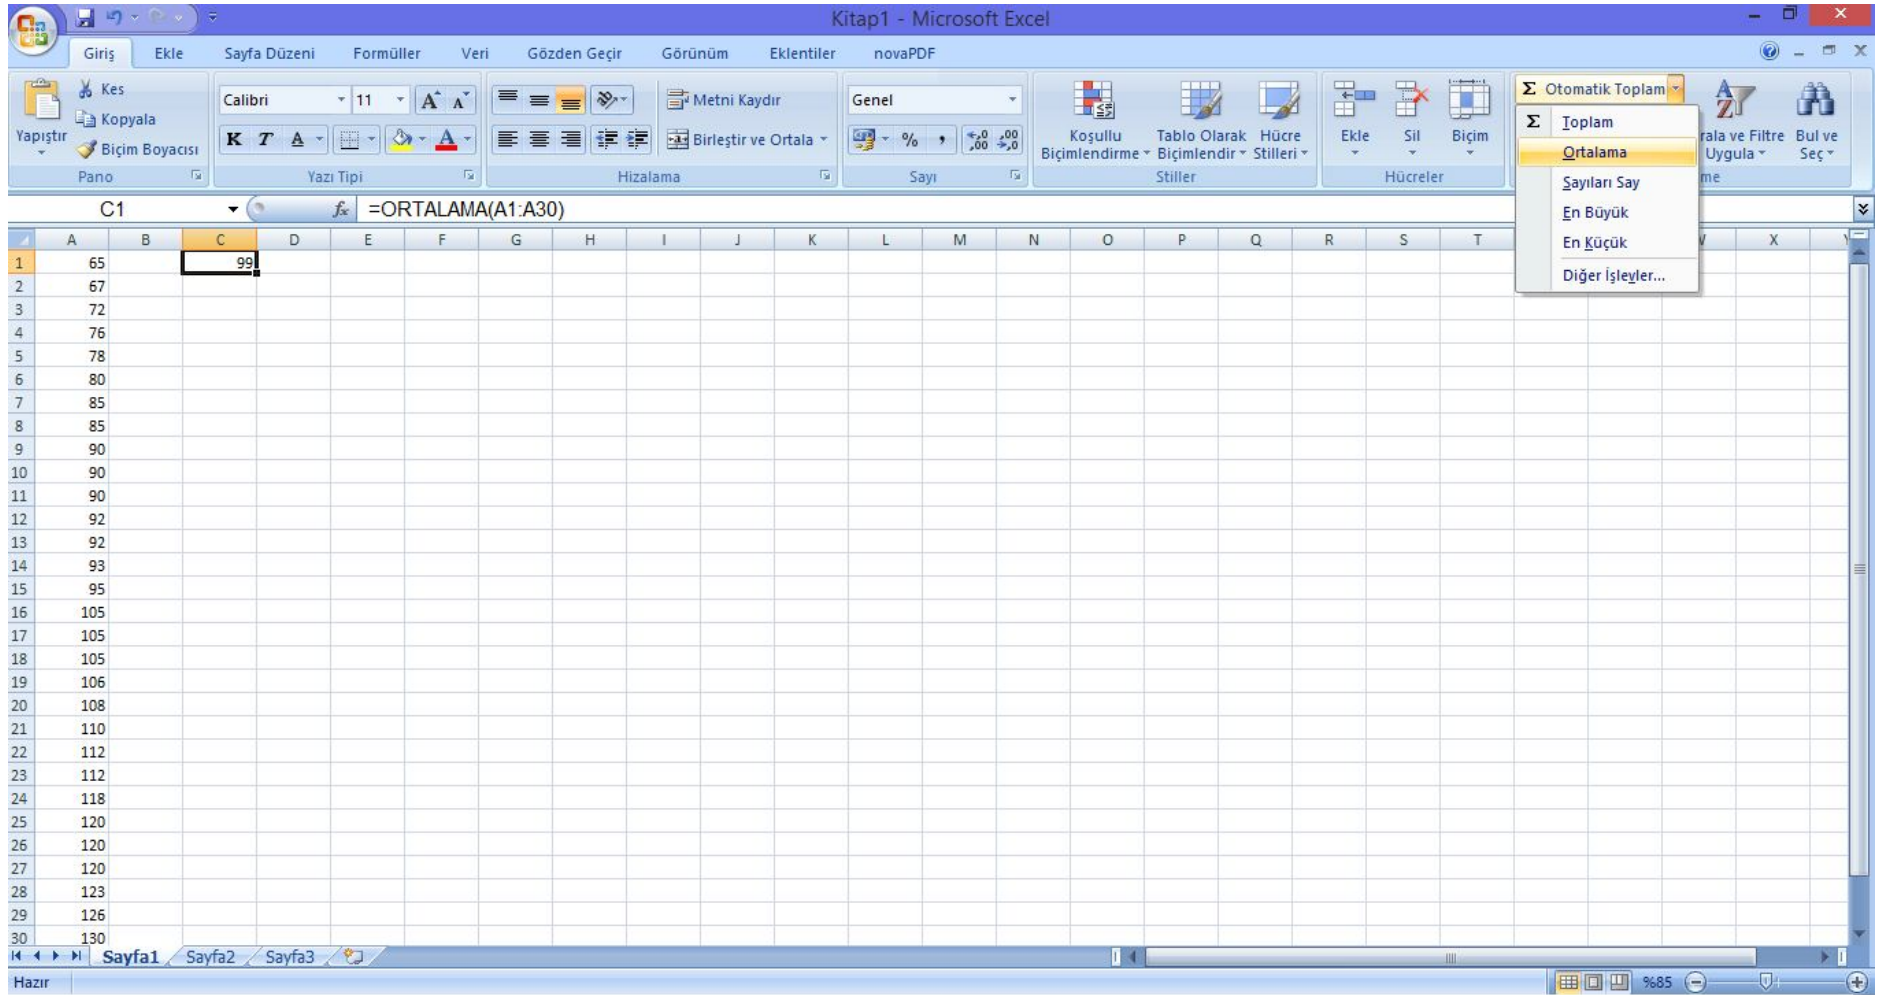 Kitap1 - Microsoft Excel
Giriş Ekle Sayfa Düzeni Formüller Veri Gözden Geçir Görünüm Eklentiler novaPDF
Yapıştır
Kes
Kopyala
Biçim Boyacısı
Pano
Calibri 11 A A
K T A A
Yazı Tipi
Metni Kaydır
Birleştir ve Ortala
Hizalama
Genel
% , ,0 ,00 ,00 ,0
Sayı
Koşullu Biçimlendirme
Tablo Olarak Biçimlendir
Hücre Stilleri
Stiller
Ekle Sil Biçim
Hücreler
Σ Otomatik Toplam
Σ Toplam
Ortalama
Sayıları Say
En Büyük
En Küçük
Diğer İşlevler...
A
Z
rala ve Filtre
Uygula
Bul ve
Seç
me
C1 fx =ORTALAMA(A1:A30)
A B C D E F G H I J K L M N O P Q R S T X
1 65 99
2 67
3 72
4 76
5 78
6 80
7 85
8 85
9 90
10 90
11 90
12 92
13 92
14 93
15 95
16 105
17 105
18 105
19 106
20 108
21 110
22 112
23 112
24 118
25 120
26 120
27 120
28 123
29 126
30 130
Sayfa1 Sayfa2 Sayfa3
Hazır %85